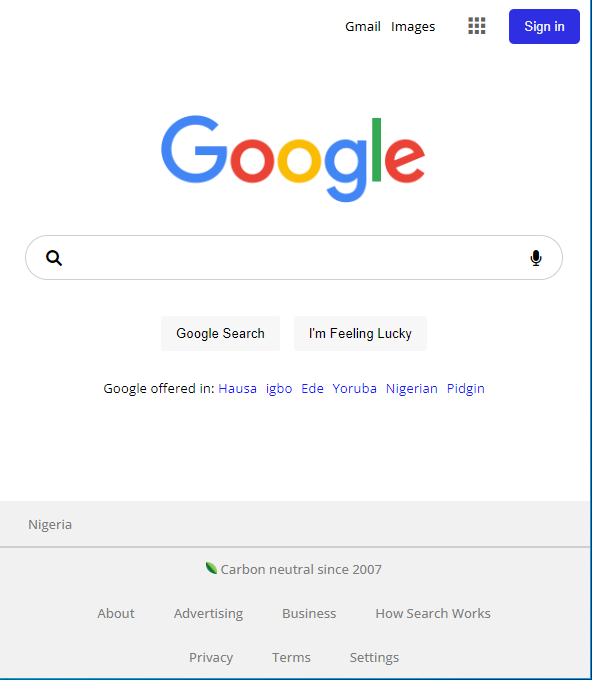 Gmail Images Sign in
Google
Google Search I'm Feeling Lucky
Google offered in: Hausa igbo Ede Yoruba Nigerian Pidgin
Nigeria
Carbon neutral since 2007
About Advertising Business How Search Works
Privacy Terms Settings